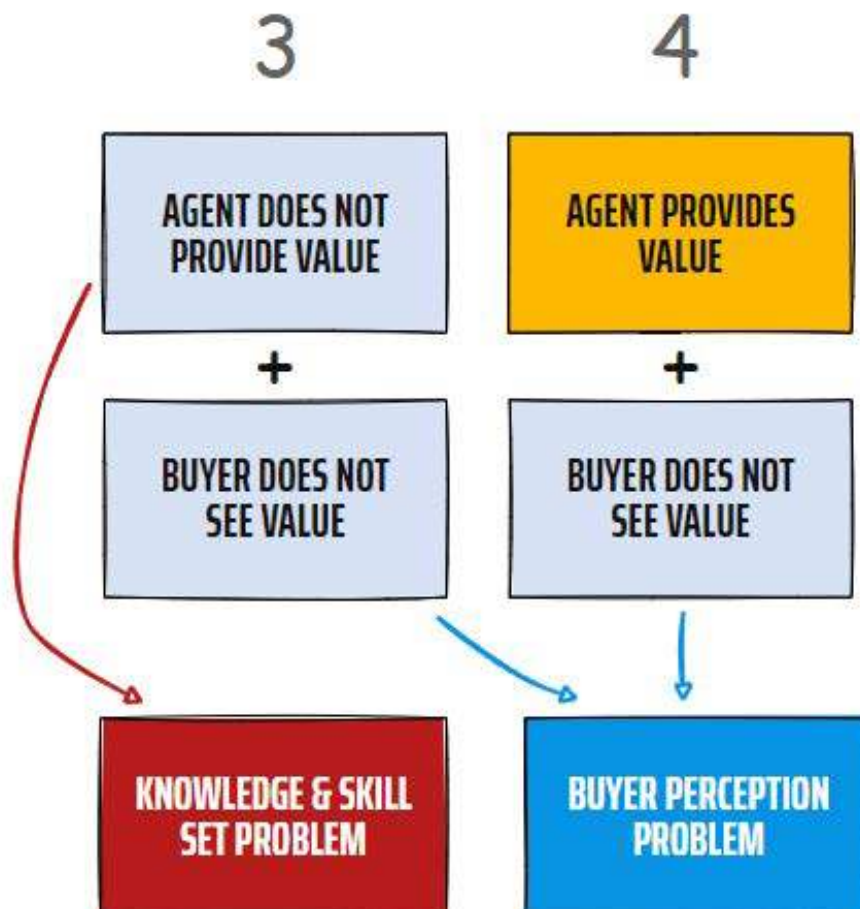 3
4
AGENT DOES NOT
PROVIDE VALUE
AGENT PROVIDES
VALUE
+
+
BUYER DOES NOT
SEE VALUE
BUYER DOES NOT
SEE VALUE
KNOWLEDGE & SKILL
SET PROBLEM
BUYER PERCEPTION
PROBLEM